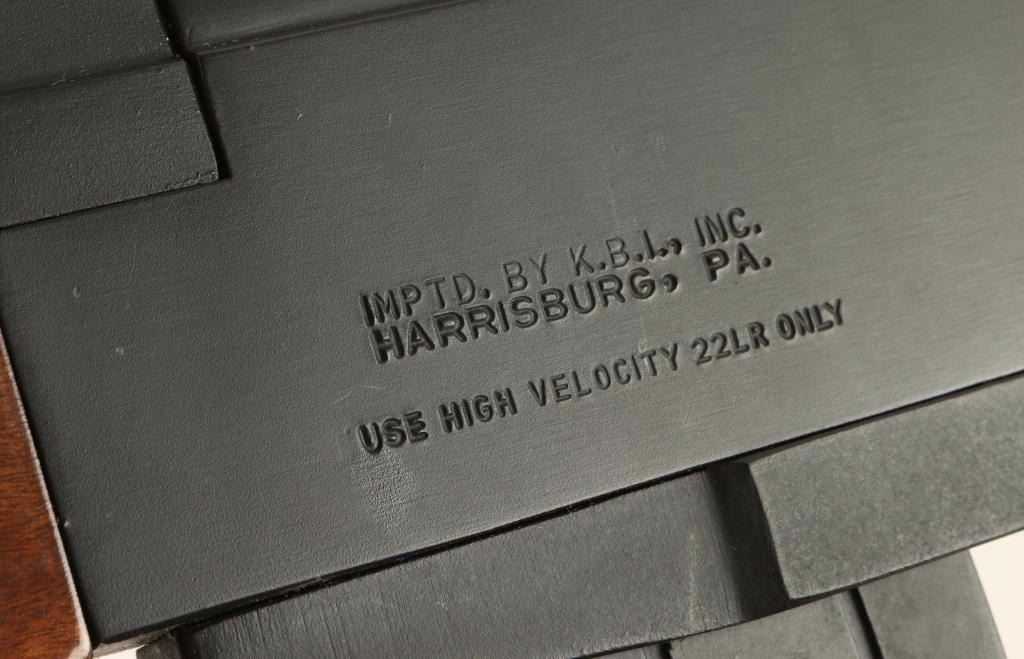 IMPTD. BY K.B.I., INC.
HARRISBURG, PA.
USE HIGH VELOCITY 22LR ONLY